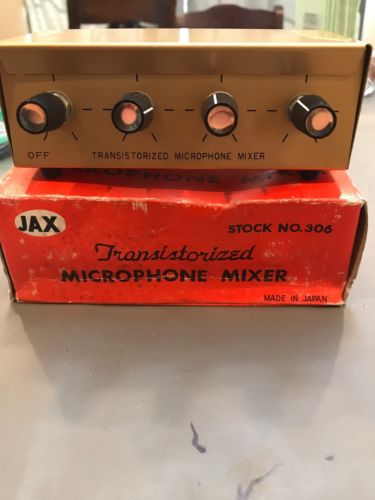 OFF TRANSISTORIZED MICROPHONE MIXER
JAX STOCK NO. 306
Transistorized
MICROPHONE MIXER
MADE IN JAPAN